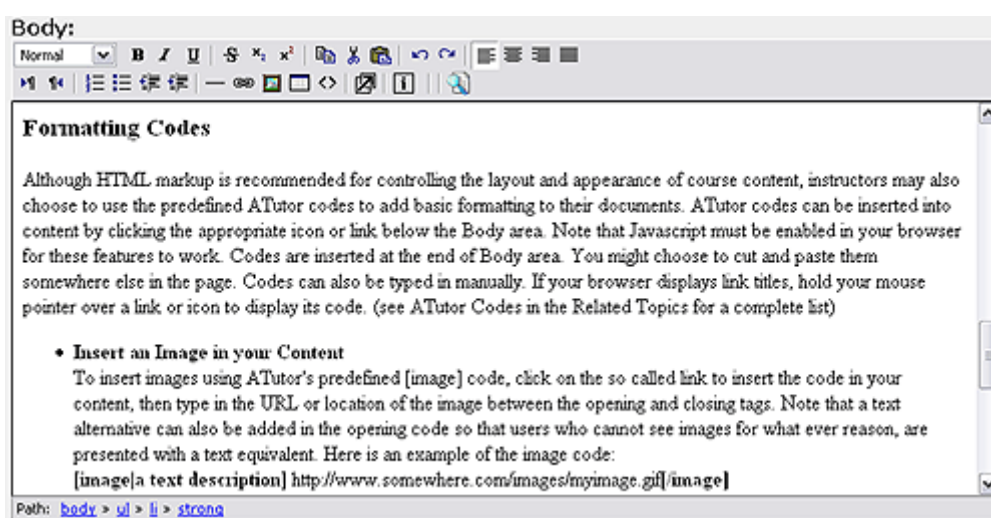 Body:
Normal B I U S x₂ x²
Formatting Codes
Although HTML markup is recommended for controlling the layout and appearance of course content, instructors may also
choose to use the predefined ATutor codes to add basic formatting to their documents. ATutor codes can be inserted into
content by clicking the appropriate icon or link below the Body area. Note that Javascript must be enabled in your browser
for these features to work. Codes are inserted at the end of Body area. You might choose to cut and paste them
somewhere else in the page. Codes can also be typed in manually. If your browser displays link titles, hold your mouse
pointer over a link or icon to display its code. (see ATutor Codes in the Related Topics for a complete list)
• Insert an Image in your Content
To insert images using ATutor's predefined [image] code, click on the so called link to insert the code in your
content, then type in the URL or location of the image between the opening and closing tags. Note that a text
alternative can also be added in the opening code so that users who cannot see images for what ever reason, are
presented with a text equivalent. Here is an example of the image code:
[image|a text description] http://www.somewhere.com/images/myimage.gif[/image]
Path: body » ul » li » strong